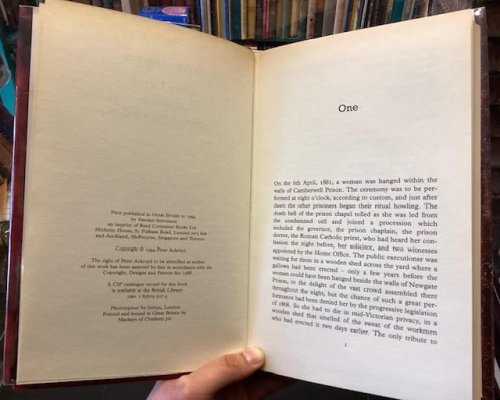 First published in Great Britain in 1994
by Sinclair-Stevenson
an imprint of Reed Consumer Books Ltd
Michelin House, 81 Fulham Road, London SW3 6RB
and Auckland, Melbourne, Singapore and Toronto
Copyright © 1994 Peter Ackroyd
The right of Peter Ackroyd to be identified as author
of this work has been asserted by him in accordance with the
Copyright, Designs and Patents Act 1988.
A CIP catalogue record for this book
is available at the British Library
ISBN 1 85619 507 4
Phototypeset by Intype, London
Printed and bound in Great Britain by
Mackays of Chatham plc
One
On the 6th April, 1881, a woman was hanged within the
walls of Camberwell Prison. The ceremony was to be per-
formed at eight o'clock, according to custom, and just after
dawn the other prisoners began their ritual howling. The
death bell of the prison chapel tolled as she was led from
the condemned cell and joined a procession which
included the governor, the prison chaplain, the prison
doctor, the Roman Catholic priest, who had heard her con-
fession the night before, her solicitor, and two witnesses
appointed by the Home Office. The public executioner was
waiting for them in a wooden shed across the yard where a
gallows had been erected – only a few years before the
woman could have been hanged beside the walls of Newgate
Prison, to the delight of the vast crowd assembled there
throughout the night, but the chance of such a great per-
formance had been denied her by the progressive legislation
of 1868. So she had to die in mid-Victorian privacy, in a
wooden shed that smelled of the sweat of the workmen
who had erected it two days earlier. The only tribute to
1